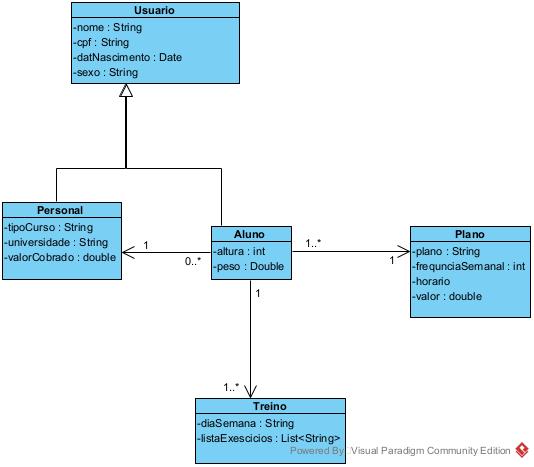 Usuario
-nome : String
-cpf : String
-datNascimento : Date
-sexo : String
Personal
-tipoCurso : String
-universidade : String
-valorCobrado : double
1
0..*
Aluno
-altura : int
-peso : Double
1..*
1
Plano
-plano : String
-frequnciaSemanal : int
-horario
-valor : double
1
1..*
Treino
-diaSemana : String
-listaExescicios : List<String>
Powered By Visual Paradigm Community Edition